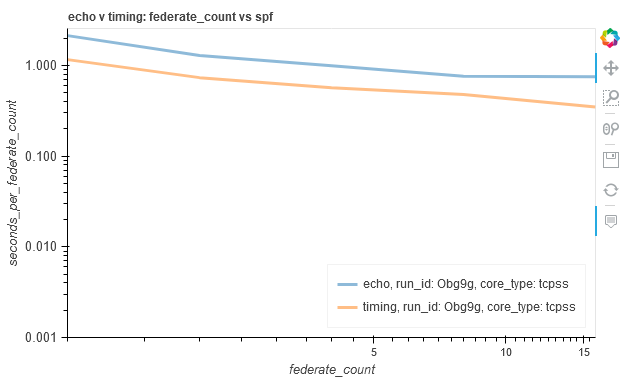 echo v timing: federate_count vs spf
seconds_per_federate_count
1.000
0.100
0.010
0.001
echo, run_id: Obg9g, core_type: tcpss
timing, run_id: Obg9g, core_type: tcpss
5
10
15
federate_count